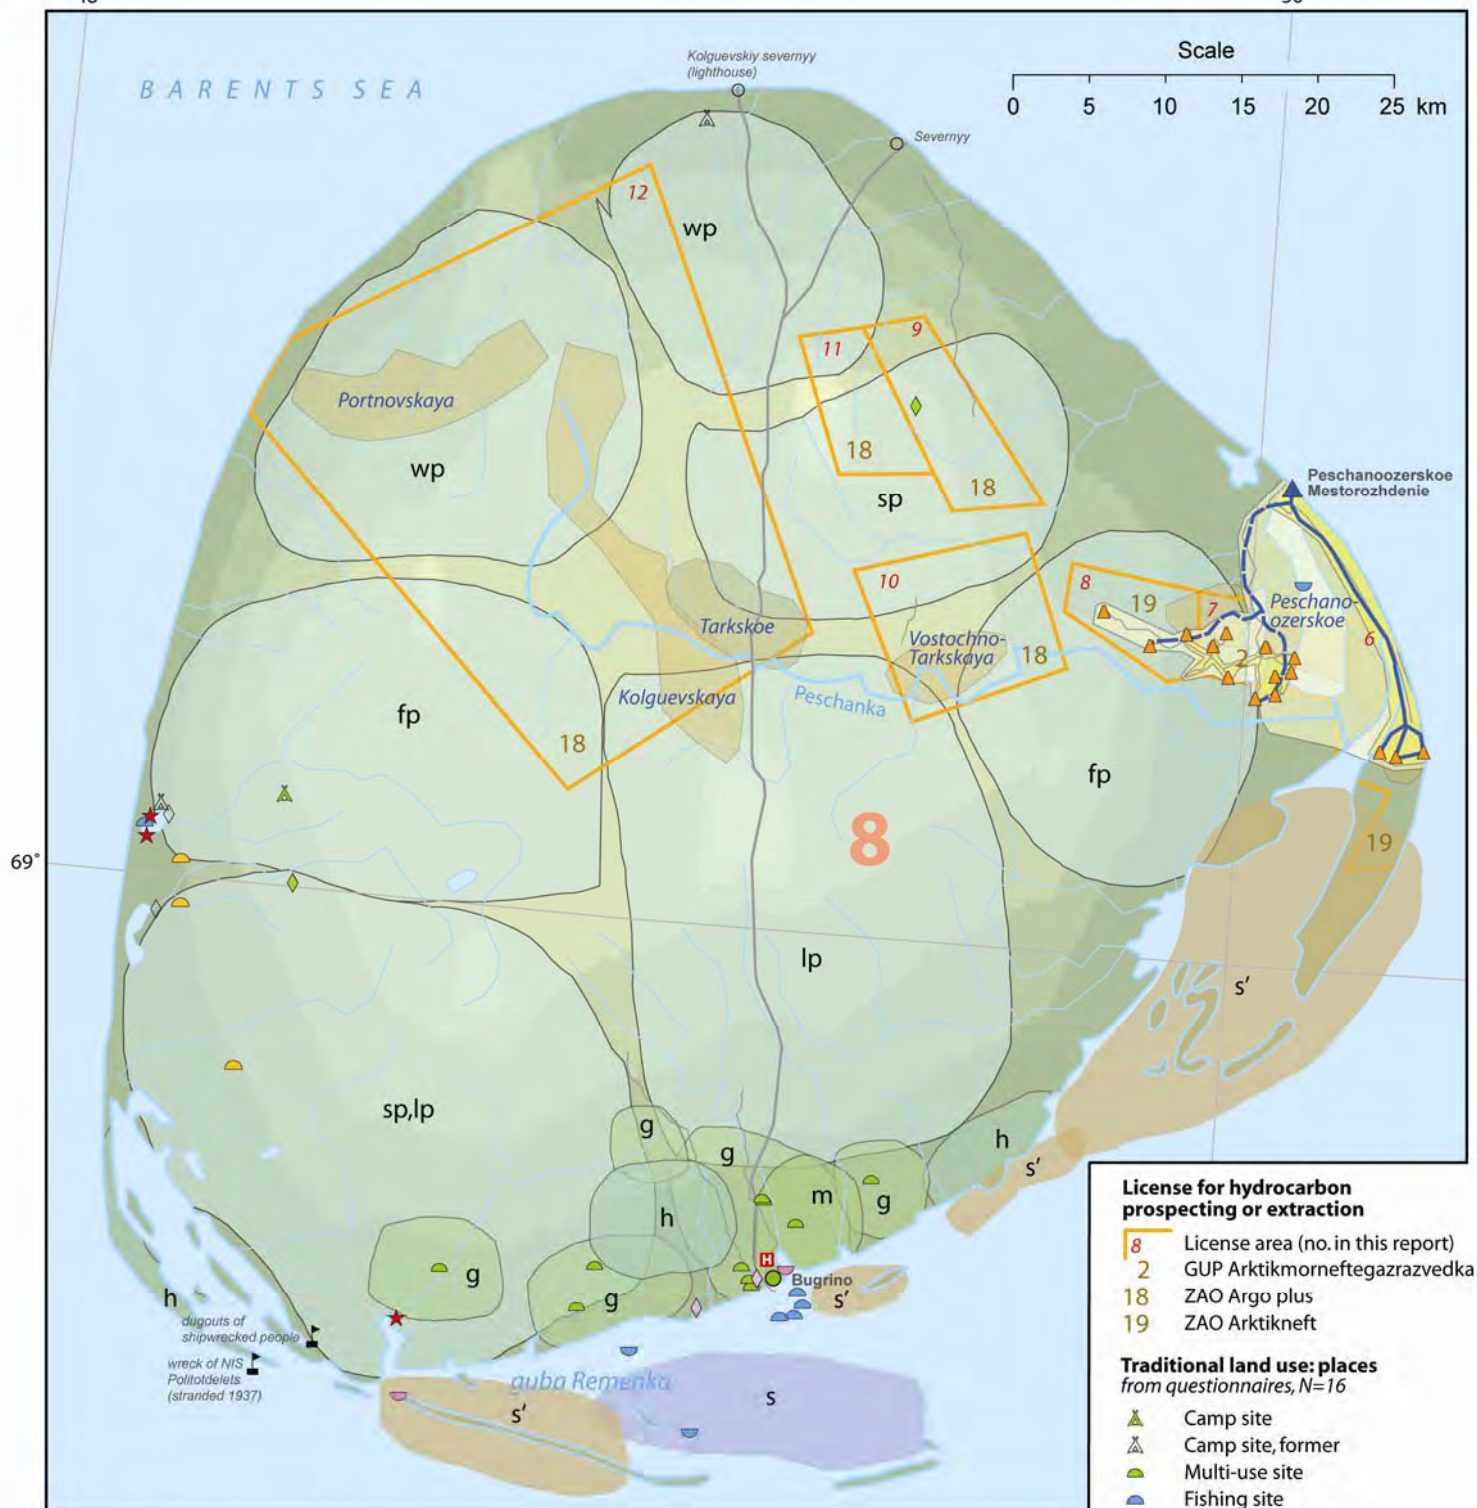 Kolguevskiy severnyy
(lighthouse)
Scale
BARENTS SEA
0 5 10 15 20 25 km
Severnyy
12
wp
9
11
Portnovskaya
18
wp
18
sp
Peschanoozerskoe
Mestorozhdenie
10
8
19
7
Peschano-
ozerskoe
Tarkskoe
Vostochno-
Tarkskaya
18
2
6
Kolguevskaya
Peschanka
fp
18
fp
8
19
69°
lp
s'
sp,lp
g
g
h
s'
m
g
h
g
g
h
H
Bugrino
s'
dugouts of
shipwrecked people
wreck of NIS
Politotdelets
(stranded 1937)
guba Remenka
s
s'
License for hydrocarbon
prospecting or extraction
8 License area (no. in this report)
2 GUP Arktikmorneftegazrazvedka
18 ZAO Argo plus
19 ZAO Arktikneft
Traditional land use: places
from questionnaires, N=16
Camp site
Camp site, former
Multi-use site
Fishing site